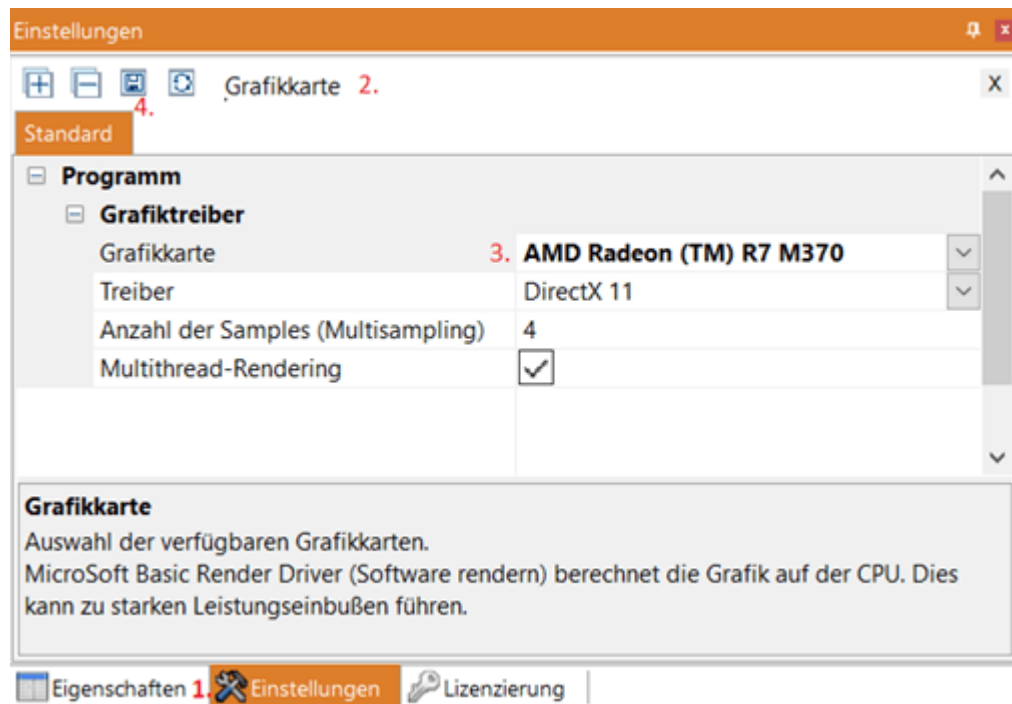 Einstellungen
Grafikkarte 2.
X
4.
Standard
Programm
Grafiktreiber
Grafikkarte 3. AMD Radeon (TM) R7 M370
Treiber DirectX 11
Anzahl der Samples (Multisampling) 4
Multithread-Rendering
Grafikkarte
Auswahl der verfügbaren Grafikkarten.
MicroSoft Basic Render Driver (Software rendern) berechnet die Grafik auf der CPU. Dies
kann zu starken Leistungseinbußen führen.
Eigenschaften 1. Einstellungen Lizenzierung